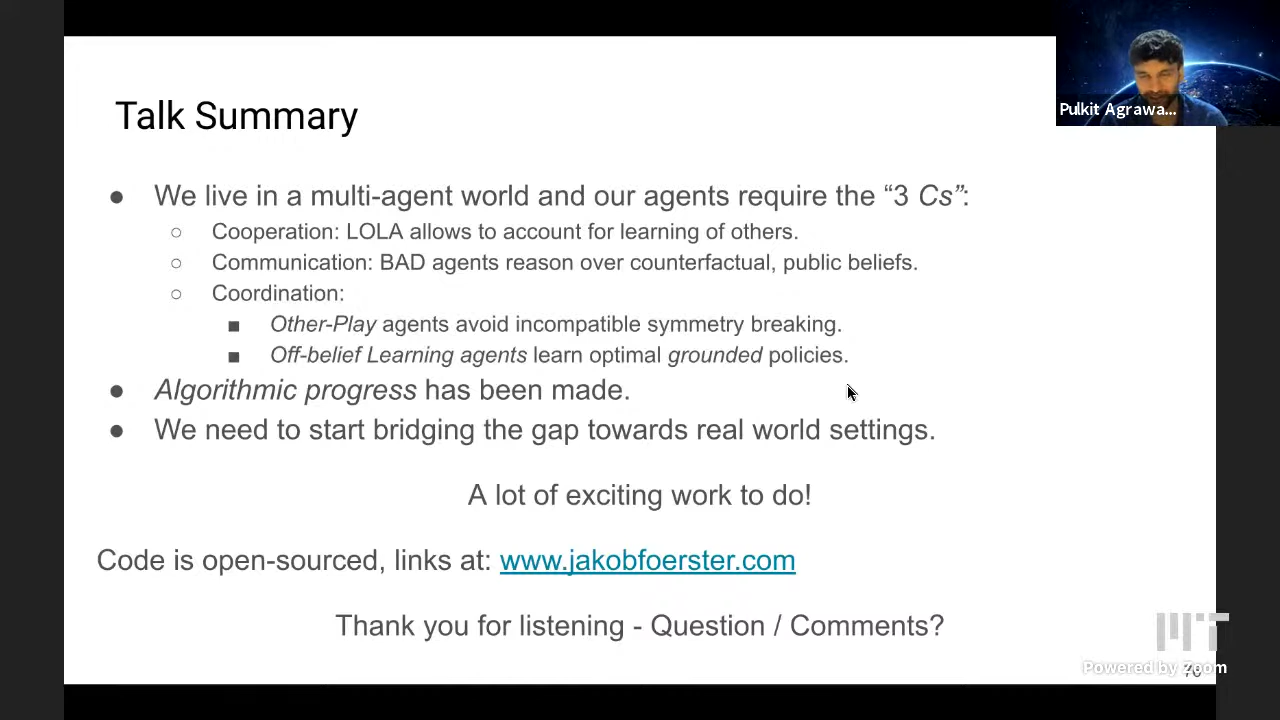 Talk Summary
Pulkit Agrawa...
● We live in a multi-agent world and our agents require the “3 Cs”:
○ Cooperation: LOLA allows to account for learning of others.
○ Communication: BAD agents reason over counterfactual, public beliefs.
○ Coordination:
■ Other-Play agents avoid incompatible symmetry breaking.
■ Off-belief Learning agents learn optimal grounded policies.
● Algorithmic progress has been made.
● We need to start bridging the gap towards real world settings.
A lot of exciting work to do!
Code is open-sourced, links at: www.jakobfoerster.com
Thank you for listening - Question / Comments?
MIT
Powered by Zoom